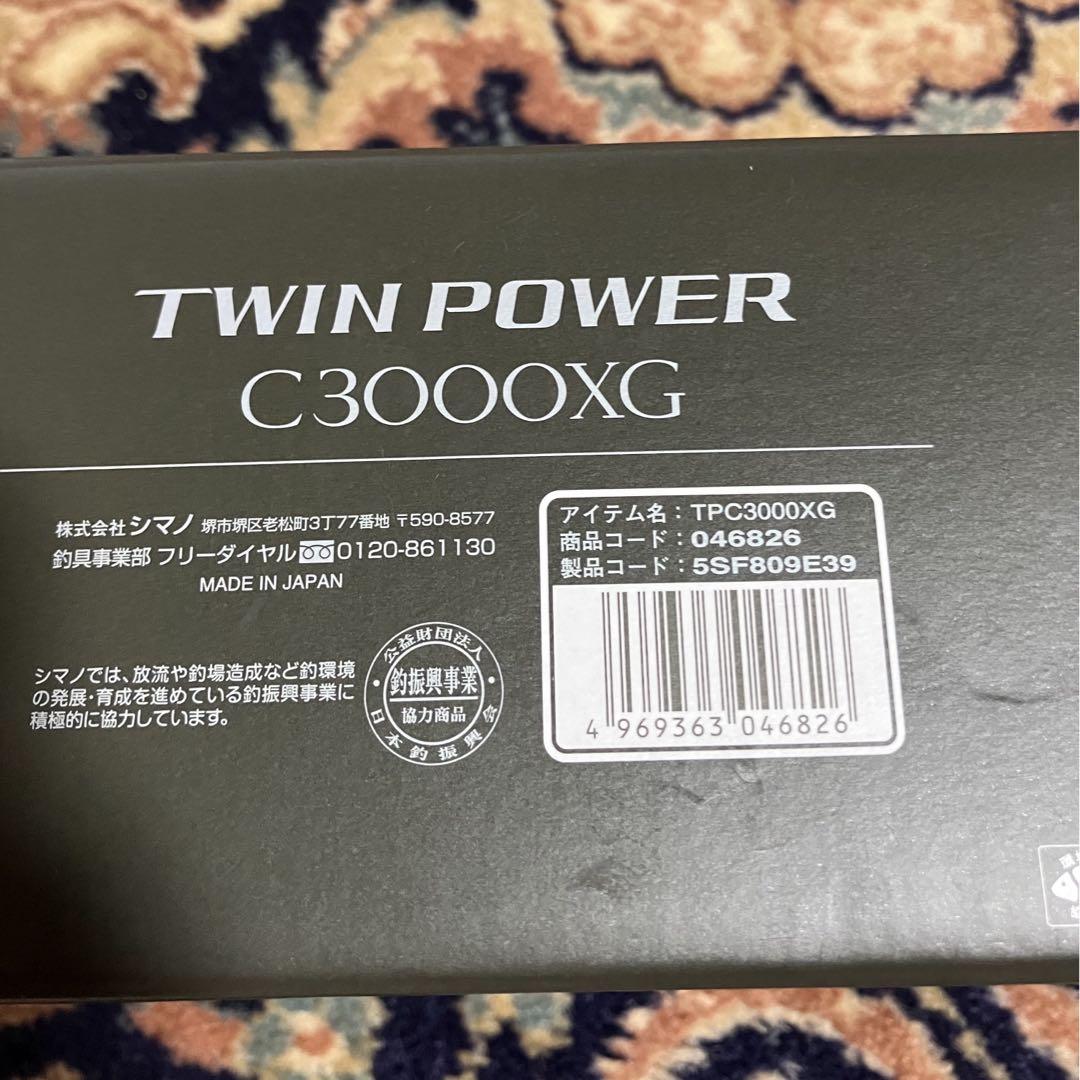 TWIN POWER
C3000XG
株式会社 シマノ 堺市堺区老松町3丁77番地 〒590-8577
釣具事業部 フリーダイヤル 0120-861130
MADE IN JAPAN
シマノでは、放流や釣場造成など釣環境
の発展・育成を進めている釣振興事業に
積極的に協力しています。
公益財団法人
釣振興事業
協力商品
日本釣振興会
アイテム名：TPC3000XG
商品コード：046826
製品コード：5SF809E39
4 969363 046826